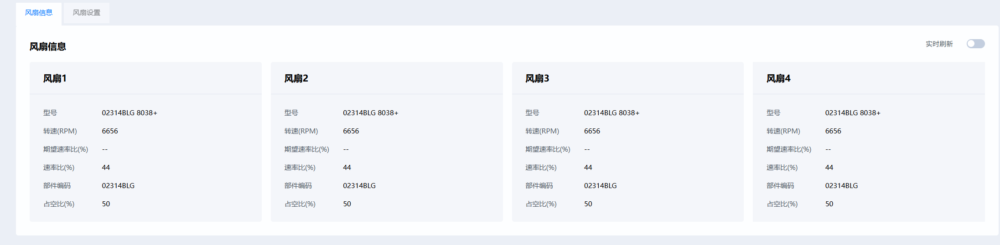 风扇信息 风扇设置
风扇信息 实时刷新
风扇1
型号 02314BLG 8038+
转速(RPM) 6656
期望速率比(%) --
速率比(%) 44
部件编码 02314BLG
占空比(%) 50
风扇2
型号 02314BLG 8038+
转速(RPM) 6656
期望速率比(%) --
速率比(%) 44
部件编码 02314BLG
占空比(%) 50
风扇3
型号 02314BLG 8038+
转速(RPM) 6656
期望速率比(%) --
速率比(%) 44
部件编码 02314BLG
占空比(%) 50
风扇4
型号 02314BLG 8038+
转速(RPM) 6656
期望速率比(%) --
速率比(%) 44
部件编码 02314BLG
占空比(%) 50